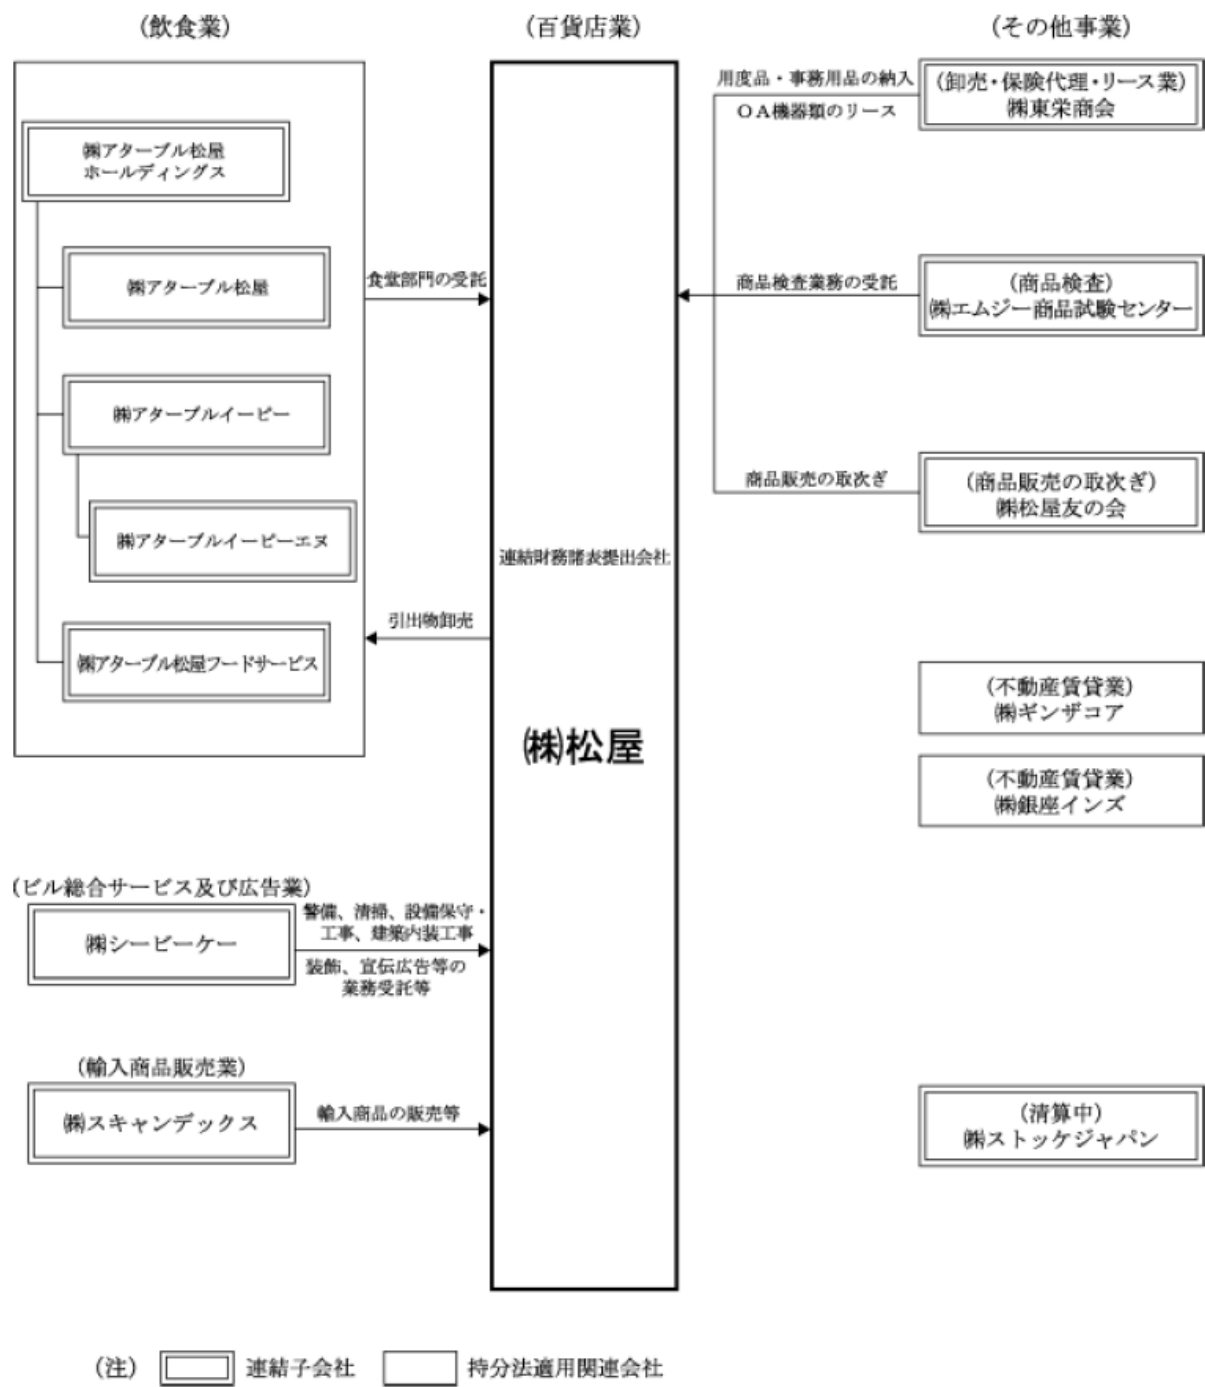 (飲食業)
㈱アターブル松屋
ホールディングス
㈱アターブル松屋
㈱アターブルイーピー
㈱アターブルイーピーエヌ
㈱アターブル松屋フードサービス
食堂部門の受託
引出物卸売
(ビル総合サービス及び広告業)
㈱シービーケー
警備、清掃、設備保守・
工事、建築内装工事
装飾、宣伝広告等の
業務受託等
(輸入商品販売業)
㈱スキャンデックス
輸入商品の販売等
(百貨店業)
連結財務諸表提出会社
㈱松屋
(その他事業)
用度品・事務用品の納入
OA機器類のリース
(卸売・保険代理・リース業)
㈱東栄商会
商品検査業務の受託
(商品検査)
㈱エムジー商品試験センター
商品販売の取次ぎ
(商品販売の取次ぎ)
㈱松屋友の会
(不動産賃貸業)
㈱ギンザコア
(不動産賃貸業)
㈱銀座インズ
(清算中)
㈱ストッケジャパン
(注) 連結子会社 持分法適用関連会社